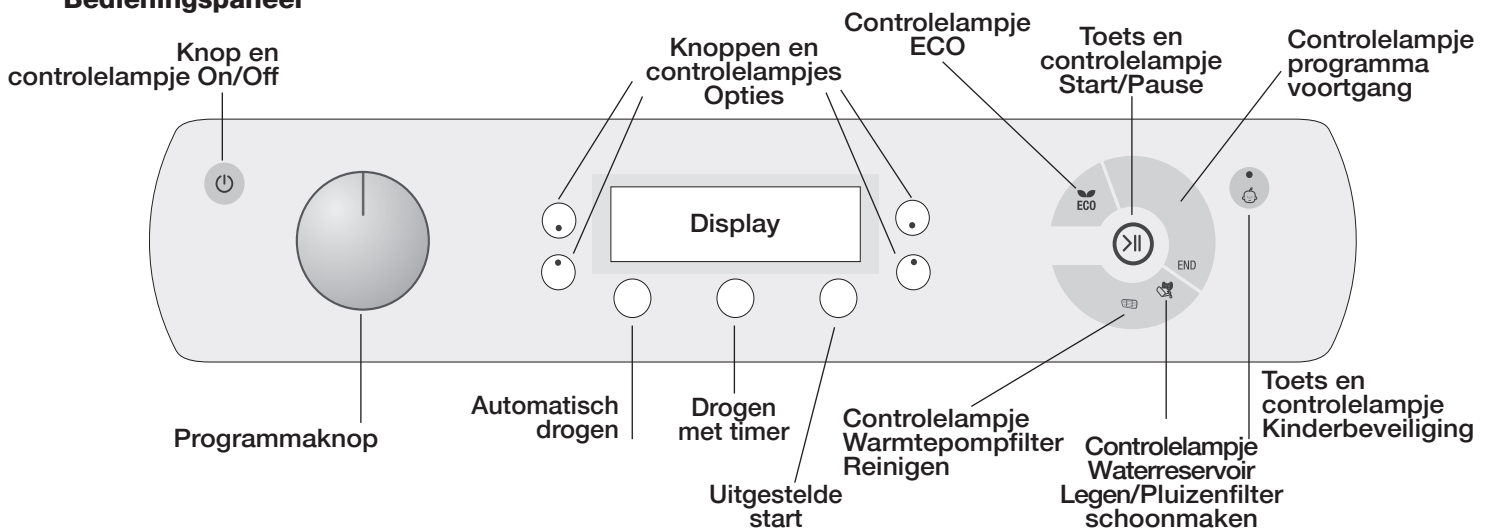 Bedieningspaneel
Knop en
controlelampje On/Off
Knoppen en
controlelampjes
Opties
Controlelampje
ECO
Toets en
controlelampje
Start/Pause
Controlelampje
programma
voortgang
Display
ECO
END
Programmaknop
Automatisch
drogen
Drogen
met timer
Uitgestelde
start
Controlelampje
Warmtepompfilter
Reinigen
Controlelampje
Waterreservoir
Legen/Pluizenfilter
schoonmaken
Toets en
controlelampje
Kinderbeveiliging